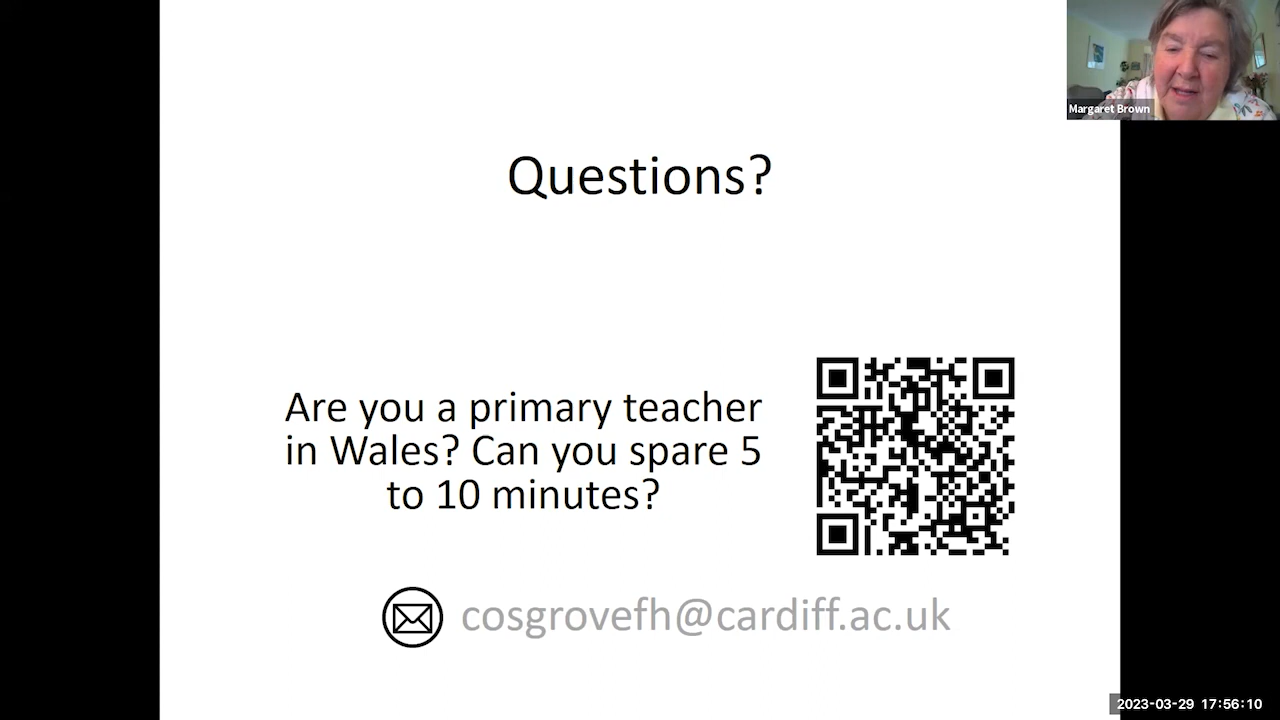 Margaret Brown
Questions?
Are you a primary teacher
in Wales? Can you spare 5
to 10 minutes?
cosgrovefh@cardiff.ac.uk
2023-03-29 17:56:10